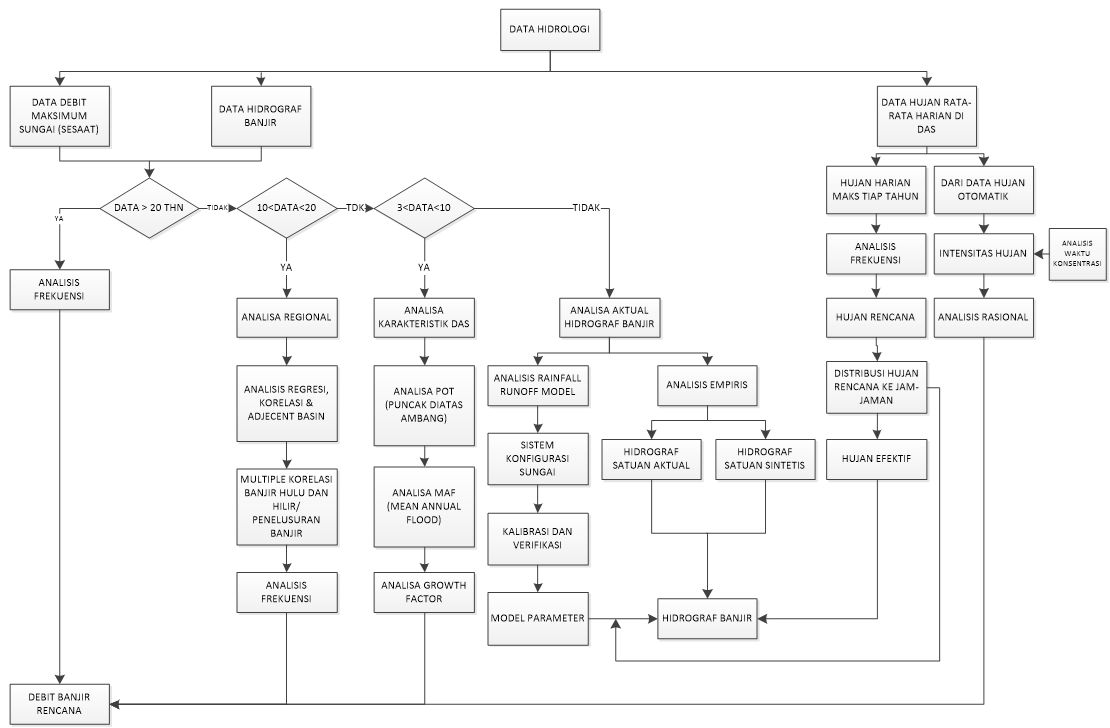 DATA HIDROLOGI
DATA DEBIT
MAKSIMUM
SUNGAI (SESAAT)
DATA HIDROGRAF
BANJIR
DATA HUJAN RATA-
RATA HARIAN DI
DAS
HUJAN HARIAN
MAKS TIAP TAHUN
DARI DATA HUJAN
OTOMATIK
DATA > 20 THN
TIDAK
10<DATA<20
TDK
3<DATA<10
TIDAK
YA
YA
YA
ANALISIS
FREKUENSI
INTENSITAS HUJAN
ANALISIS
WAKTU
KONSENTRASI
ANALISIS
FREKUENSI
ANALISA REGIONAL
ANALISA
KARAKTERISTIK DAS
ANALISA AKTUAL
HIDROGRAF BANJIR
HUJAN RENCANA
ANALISIS RASIONAL
ANALISIS REGRESI,
KORELASI &
ADJECENT BASIN
ANALISA POT
(PUNCAK DIATAS
AMBANG)
ANALISIS RAINFALL
RUNOFF MODEL
ANALISIS EMPIRIS
DISTRIBUSI HUJAN
RENCANA KE JAM-
JAMAN
SISTEM
KONFIGURASI
SUNGAI
HIDROGRAF
SATUAN AKTUAL
HIDROGRAF
SATUAN SINTETIS
HUJAN EFEKTIF
MULTIPLE KORELASI
BANJIR HULU DAN
HILIR/
PENELUSURAN
BANJIR
ANALISA MAF
(MEAN ANNUAL
FLOOD)
KALIBRASI DAN
VERIFIKASI
ANALISIS
FREKUENSI
ANALISA GROWTH
FACTOR
MODEL PARAMETER
HIDROGRAF BANJIR
DEBIT BANJIR
RENCANA